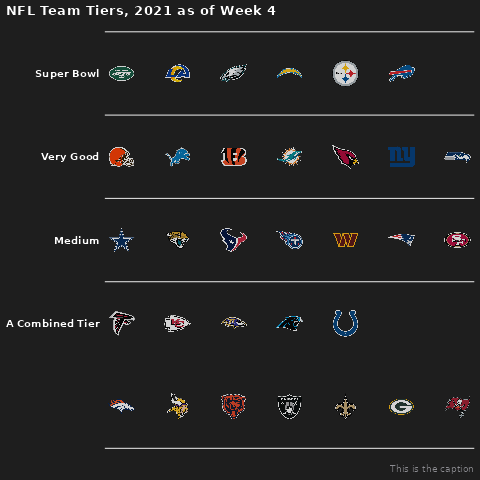 NFL Team Tiers, 2021 as of Week 4
Super Bowl
Very Good
Medium
A Combined Tier
This is the caption